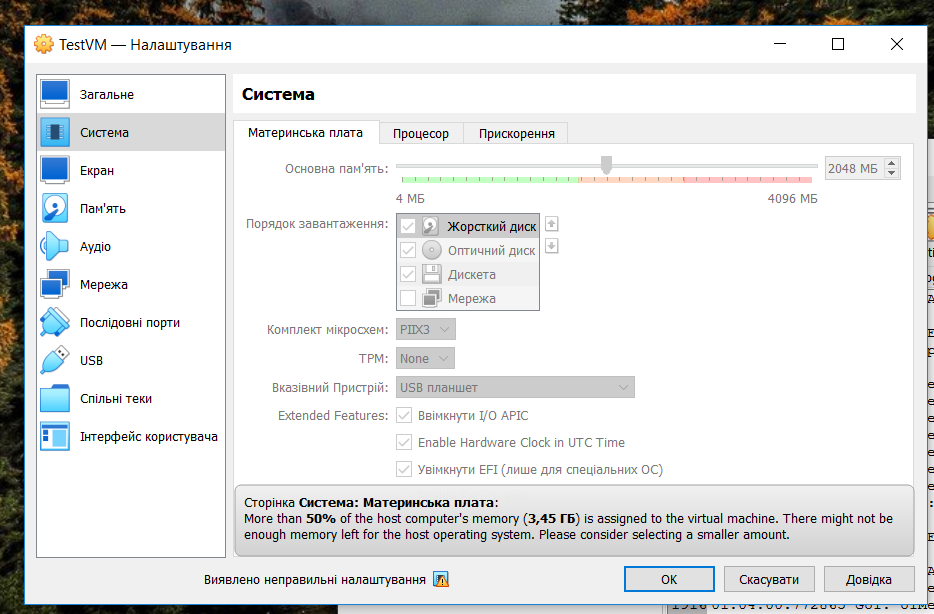 TestVM — Налаштування
Загальне
Система
Екран
Пам'ять
Аудіо
Мережа
Послідовні порти
USB
Спільні теки
Інтерфейс користувача
Система
Материнська плата
Процесор
Прискорення
Основна пам'ять:
2048 МБ
4 МБ
4096 МБ
Порядок завантаження:
Жорсткий диск
Оптичний диск
Дискета
Мережа
Комплект мікросхем:
PIIX3
TPM:
None
Вказівний Пристрій:
USB планшет
Extended Features:
Ввімкнути I/O APIC
Enable Hardware Clock in UTC Time
Увімкнути EFI (лише для спеціальних ОС)
Сторінка Система: Материнська плата:
More than 50% of the host computer's memory (3,45 ГБ) is assigned to the virtual machine. There might not be
enough memory left for the host operating system. Please consider selecting a smaller amount.
Виявлено неправильні налаштування
ОК
Скасувати
Довідка